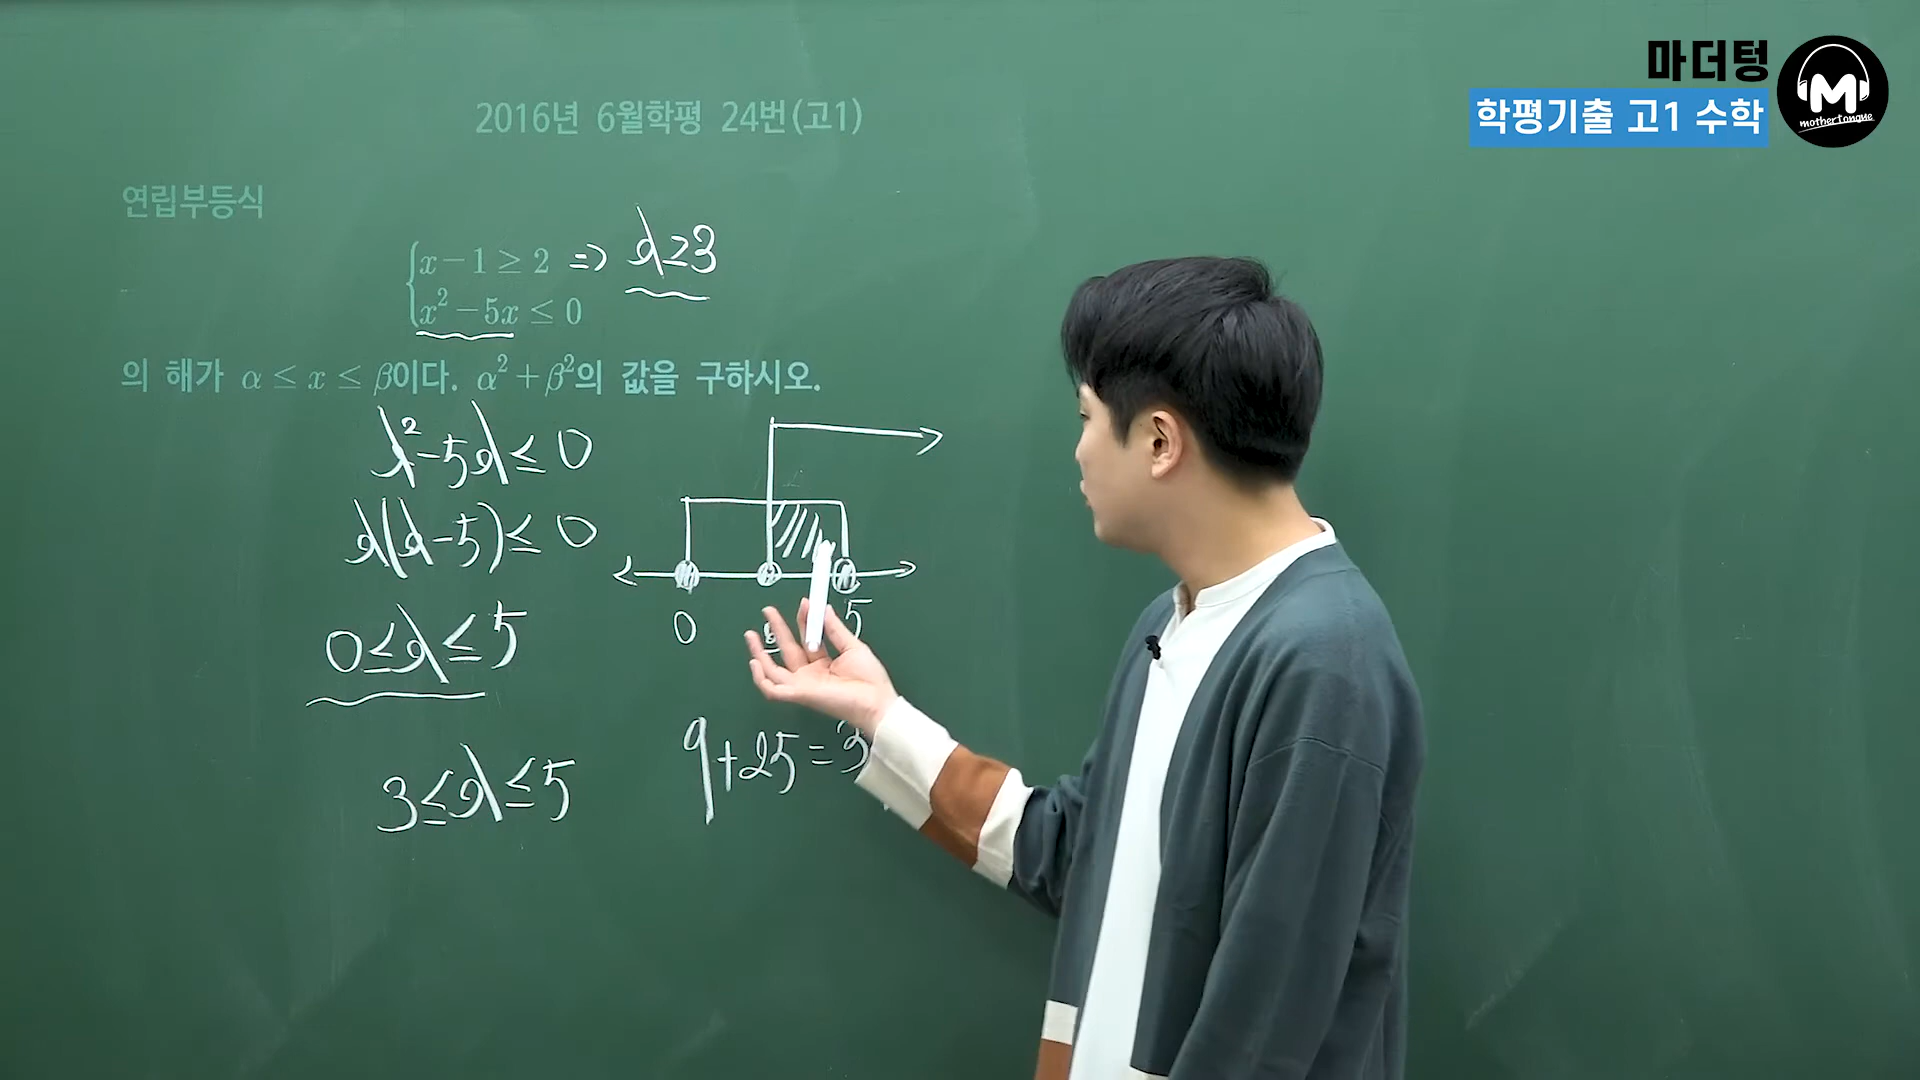 마더텅
학평기출 고1 수학
M
mothertongue
2016년 6월학평 24번(고1)
연립부등식
x-1≥2 => x≥3
x²-5x≤0
의 해가 α≤x≤β이다. α²+β²의 값을 구하시오.
x²-5x≤0
x(x-5)≤0
0≤x≤5
3≤x≤5
0 5
9+25=3